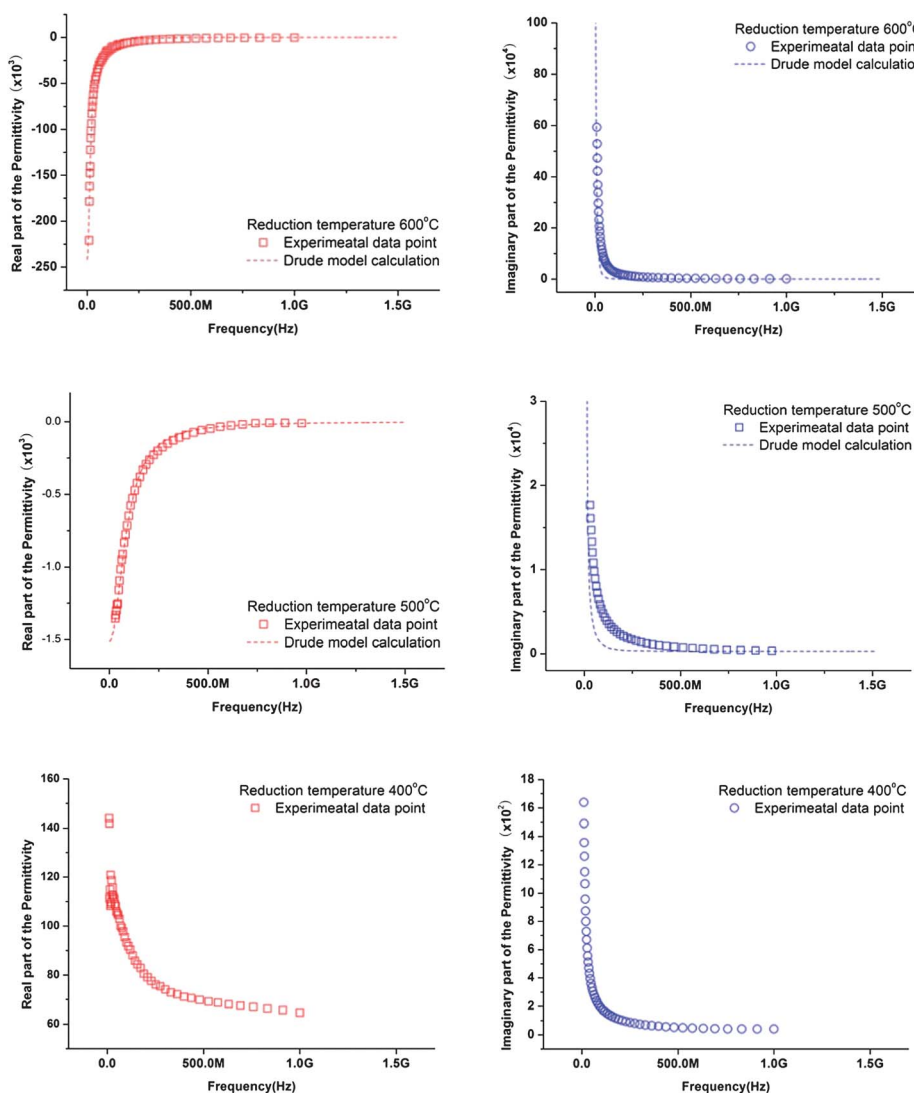 Real part of the Permittivity (x10³)
0
-50
-100
-150
-200
-250
Reduction temperature 600°C
Experimeatal data point
Drude model calculation
0.0
500.0M
1.0G
1.5G
Frequency(Hz)
Imaginary part of the Permittivity (x10⁴)
100
80
60
40
20
0
Reduction temperature 600°C
Experimeatal data point
Drude model calculation
0.0
500.0M
1.0G
1.5G
Frequency(Hz)
Real part of the Permittivity (x10³)
0.0
-0.5
-1.0
-1.5
Reduction temperature 500°C
Experimeatal data point
Drude model calculation
0.0
500.0M
1.0G
1.5G
Frequency(Hz)
Imaginary part of the Permittivity (x10⁴)
3
2
1
0
Reduction temperature 500°C
Experimeatal data point
Drude model calculation
0.0
500.0M
1.0G
1.5G
Frequency(Hz)
Real part of the Permittivity
160
140
120
100
80
60
Reduction temperature 400°C
Experimeatal data point
0.0
500.0M
1.0G
1.5G
Frequency(Hz)
Imaginary part of the Permittivity (x10²)
18
16
14
12
10
8
6
4
2
0
Reduction temperature 400°C
Experimeatal data point
0.0
500.0M
1.0G
1.5G
Frequency(Hz)